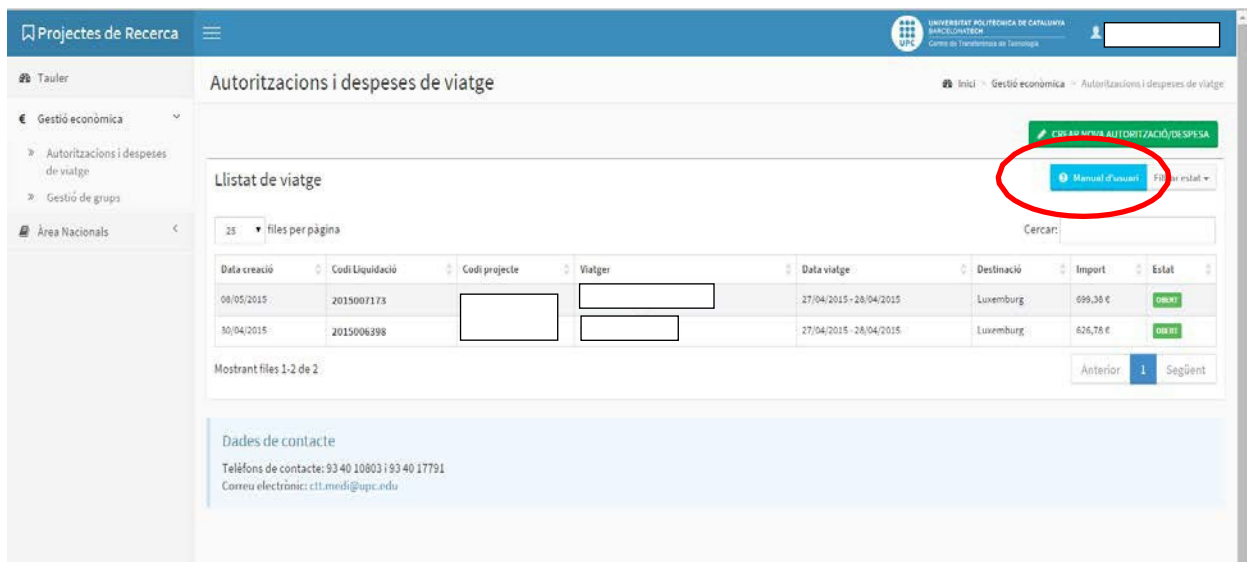 Projectes de Recerca
UPC
UNIVERSITAT POLITÈCNICA DE CATALUNYA
BARCELONATECH
Centre de Transferència de Tecnologia
Tauler
Gestió econòmica
Autoritzacions i despeses
de viatge
Gestió de grups
Àrea Nacionals
Autoritzacions i despeses de viatge
Inici > Gestió econòmica > Autoritzacions i despeses de viatge
CREAR NOVA AUTORITZACIÓ/DESPESA
Llistat de viatge
Manual d'usuari
Filtrar estat
25 files per pàgina
Cercar:
Data creació Codi Liquidació Codi projecte Viatger Data viatge Destinació Import Estat
08/05/2015 2015007173 27/04/2015 - 28/04/2015 Luxemburg 699,38 € OBERT
30/04/2015 2015006398 27/04/2015 - 28/04/2015 Luxemburg 626,78 € OBERT
Mostrant files 1-2 de 2
Anterior 1 Següent
Dades de contacte
Telèfons de contacte: 93 40 10803 i 93 40 17791
Correu electrònic: ctt.medi@upc.edu